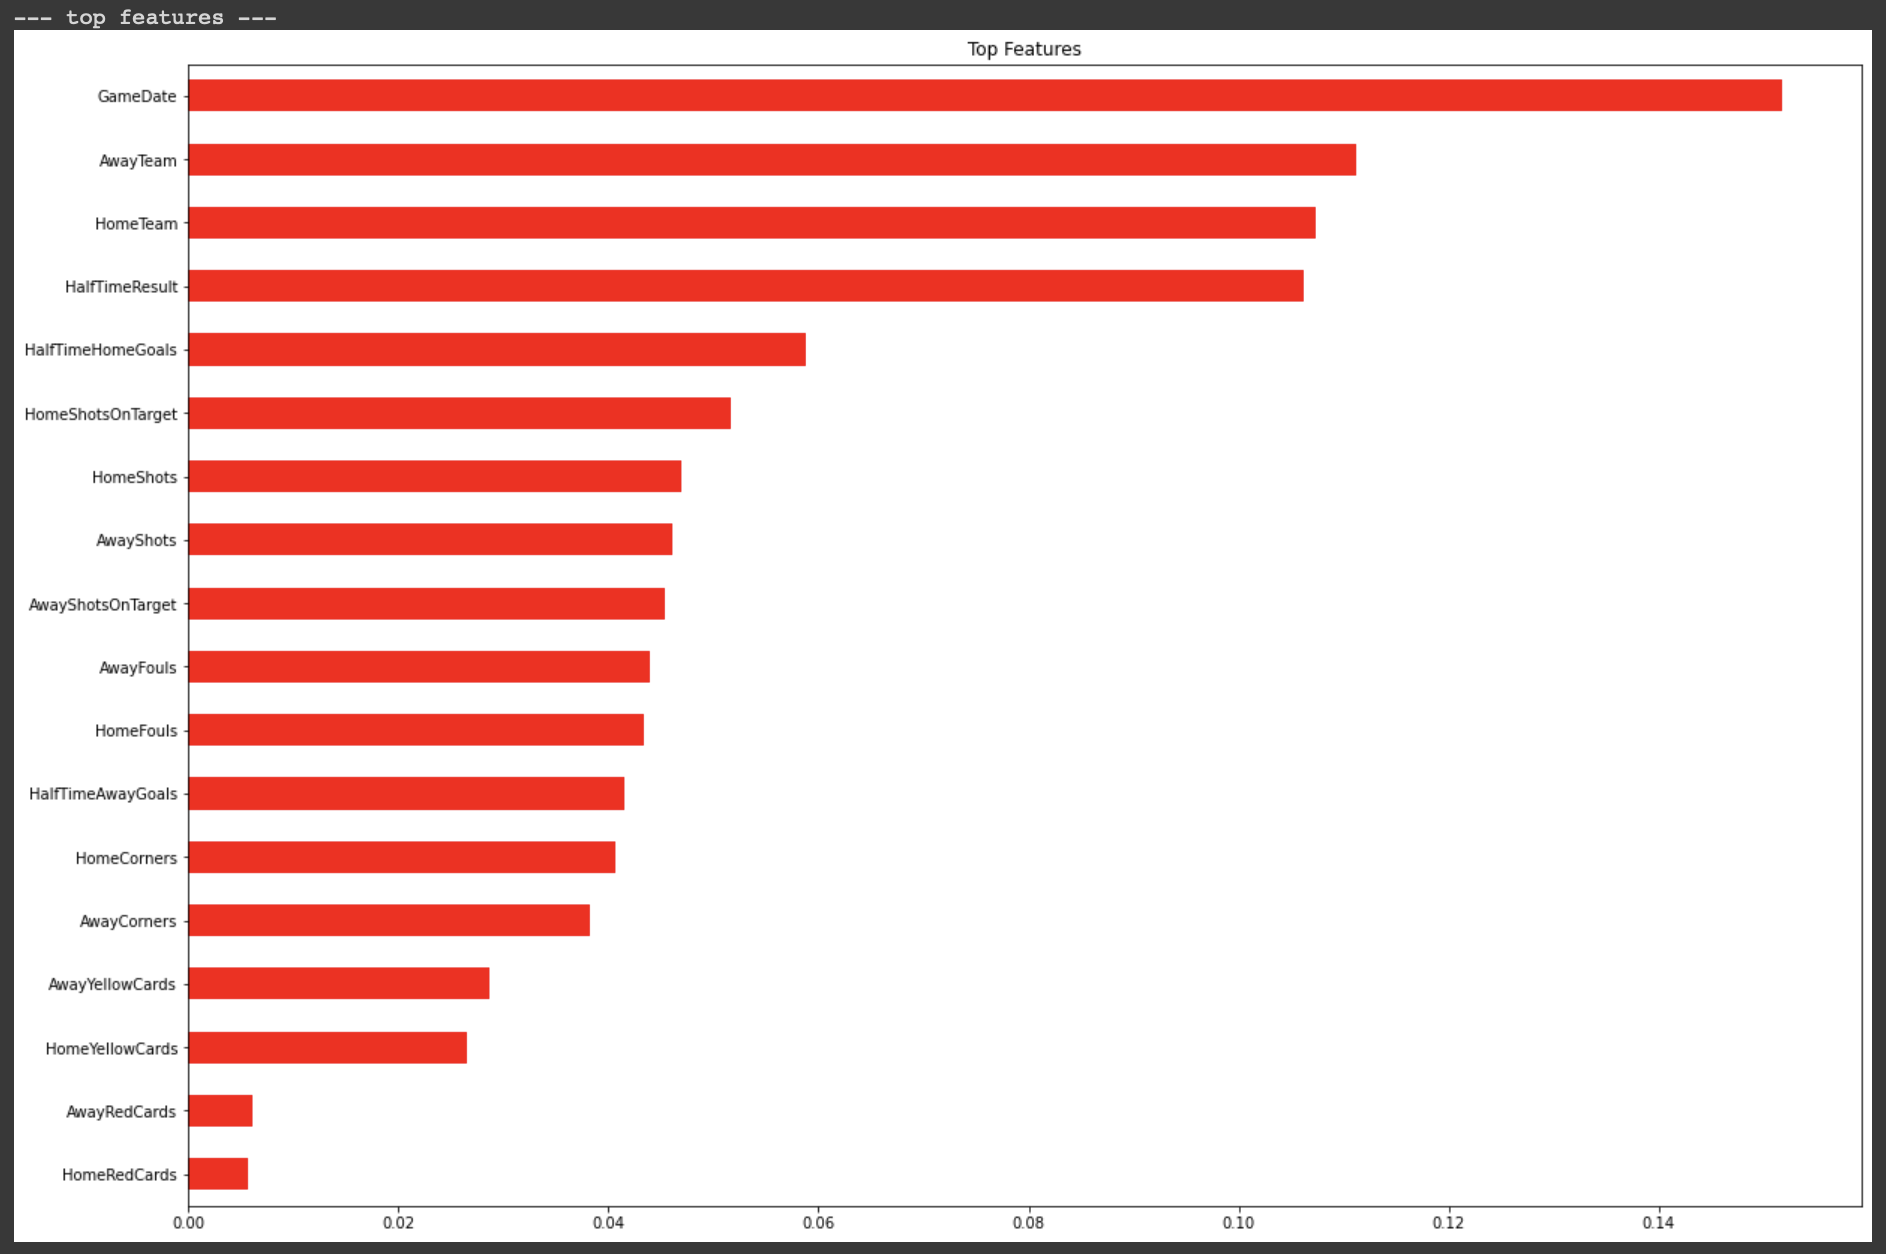 --- top features ---
Top Features
GameDate
AwayTeam
HomeTeam
HalfTimeResult
HalfTimeHomeGoals
HomeShotsOnTarget
HomeShots
AwayShots
AwayShotsOnTarget
AwayFouls
HomeFouls
HalfTimeAwayGoals
HomeCorners
AwayCorners
AwayYellowCards
HomeYellowCards
AwayRedCards
HomeRedCards
0.00 0.02 0.04 0.06 0.08 0.10 0.12 0.14